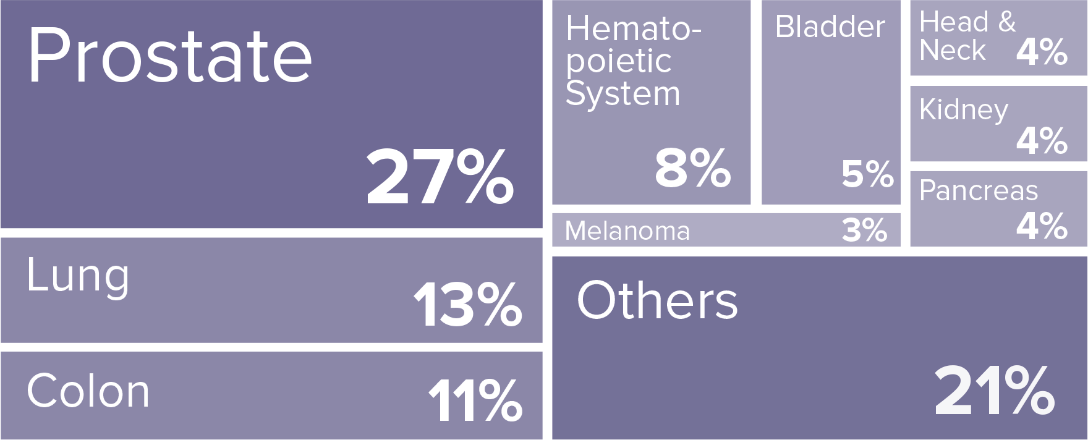 Prostate
27%
Lung
13%
Colon
11%
Hemato-
poietic
System
8%
Bladder
5%
Head &
Neck 4%
Kidney
4%
Pancreas
4%
Melanoma 3%
Others
21%